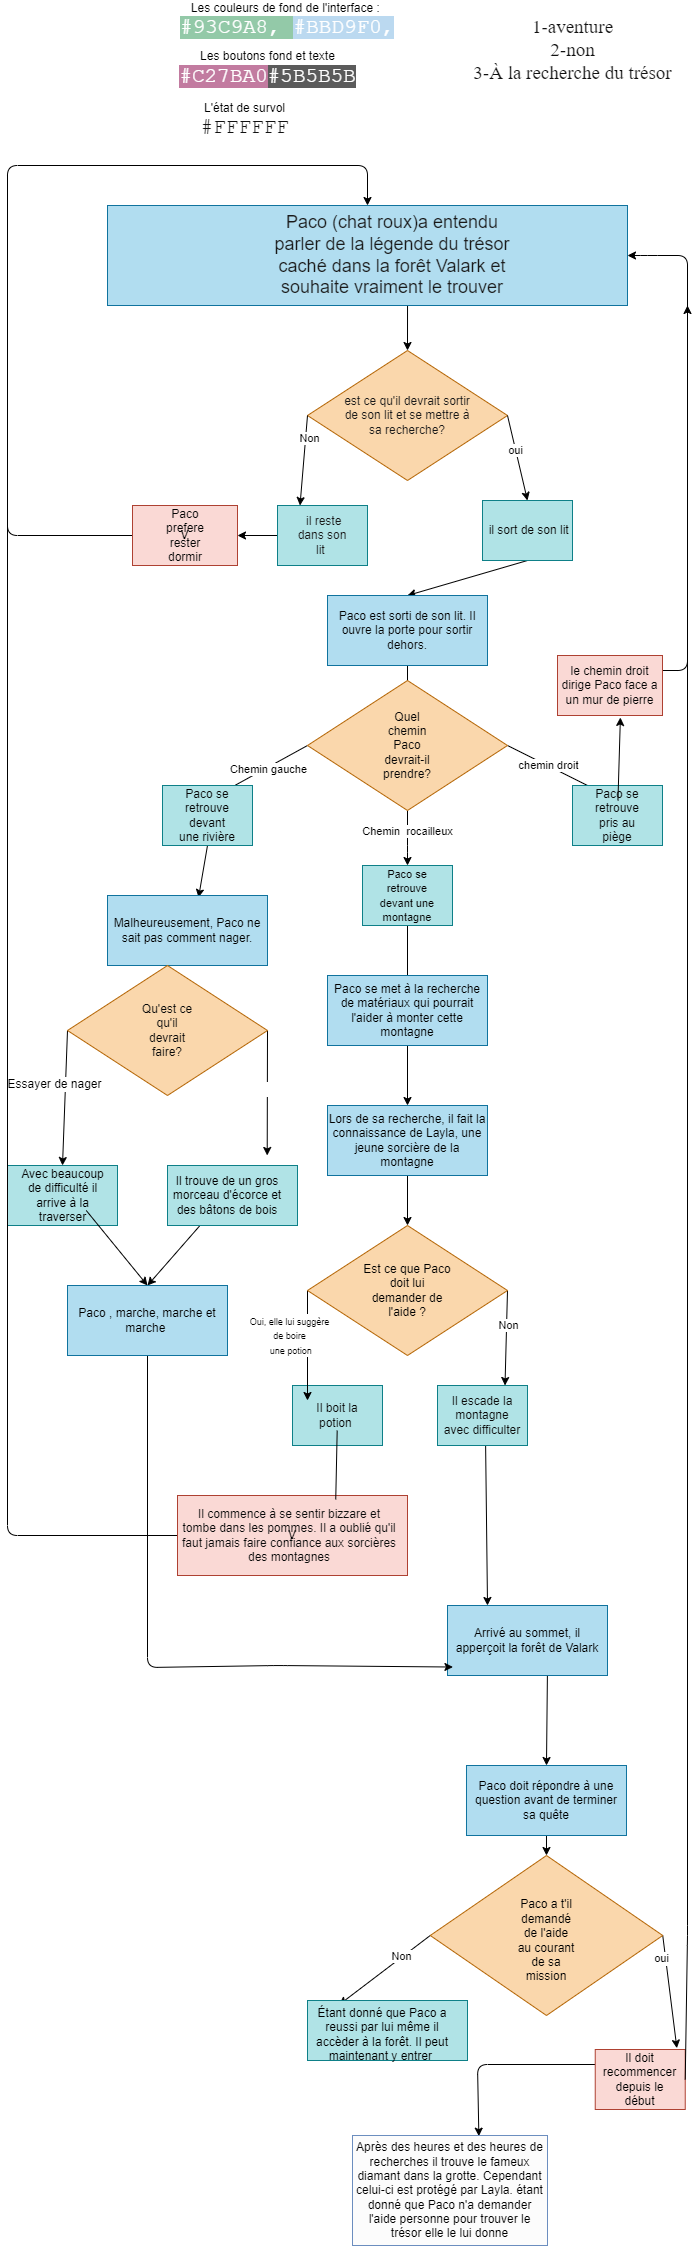 Les couleurs de fond de l'interface :
#93C9A8, #BBD9F0,
Les boutons fond et texte
#C27BA0#5B5B5B
L'état de survol
#FFFFFF
1-aventure
2-non
3-À la recherche du trésor
Paco (chat roux)a entendu
parler de la légende du trésor
caché dans la forêt Valark et
souhaite vraiment le trouver
est ce qu'il devrait sortir
de son lit et se mettre à
sa recherche?
Non
oui
Paco
prefere
rester
dormir
V
il reste
dans son
lit
il sort de son lit
Paco est sorti de son lit. Il
ouvre la porte pour sortir
dehors.
le chemin droit
dirige Paco face a
un mur de pierre
Quel
chemin
Paco
devrait-il
prendre?
Chemin gauche
chemin droit
Chemin rocailleux
Paco se
retrouve
devant
une rivière
Paco se
retrouve
pris au
piège
Paco se
retrouve
devant une
montagne
Malheureusement, Paco ne
sait pas comment nager.
Paco se met à la recherche
de matériaux qui pourrait
l'aider à monter cette
montagne
Qu'est ce
qu'il
devrait
faire?
Essayer de nager
Lors de sa recherche, il fait la
connaissance de Layla, une
jeune sorcière de la
montagne
Avec beaucoup
de difficulté il
arrive à la
traverser
Il trouve de un gros
morceau d'écorce et
des bâtons de bois
Est ce que Paco
doit lui
demander de
l'aide ?
Paco , marche, marche et
marche
Oui, elle lui suggére
de boire
une potion
Non
Il boit la
potion
Il escade la
montagne
avec difficulter
Il commence à se sentir bizzare et
tombe dans les pommes. Il a oublié qu'il
faut jamais faire confiance aux sorcières
des montagnes
V
Arrivé au sommet, il
apperçoit la forêt de Valark
Paco doit répondre à une
question avant de terminer
sa quête
Paco a t'il
demandé
de l'aide
au courant
de sa
mission
Non
oui
Étant donné que Paco a
reussi par lui même il
accèder à la forêt. Il peut
maintenant y entrer
Il doit
recommencer
depuis le
début
Après des heures et des heures de
recherches il trouve le fameux
diamant dans la grotte. Cependant
celui-ci est protégé par Layla. étant
donné que Paco n'a demander
l'aide personne pour trouver le
trésor elle le lui donne